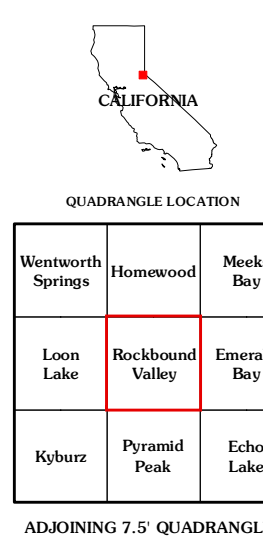 CALIFORNIA
QUADRANGLE LOCATION
Wentworth Springs
Homewood
Meek
Bay
Loon Lake
Rockbound Valley
Emera
Bay
Kyburz
Pyramid Peak
Echo
Lake
ADJOINING 7.5' QUADRANGL